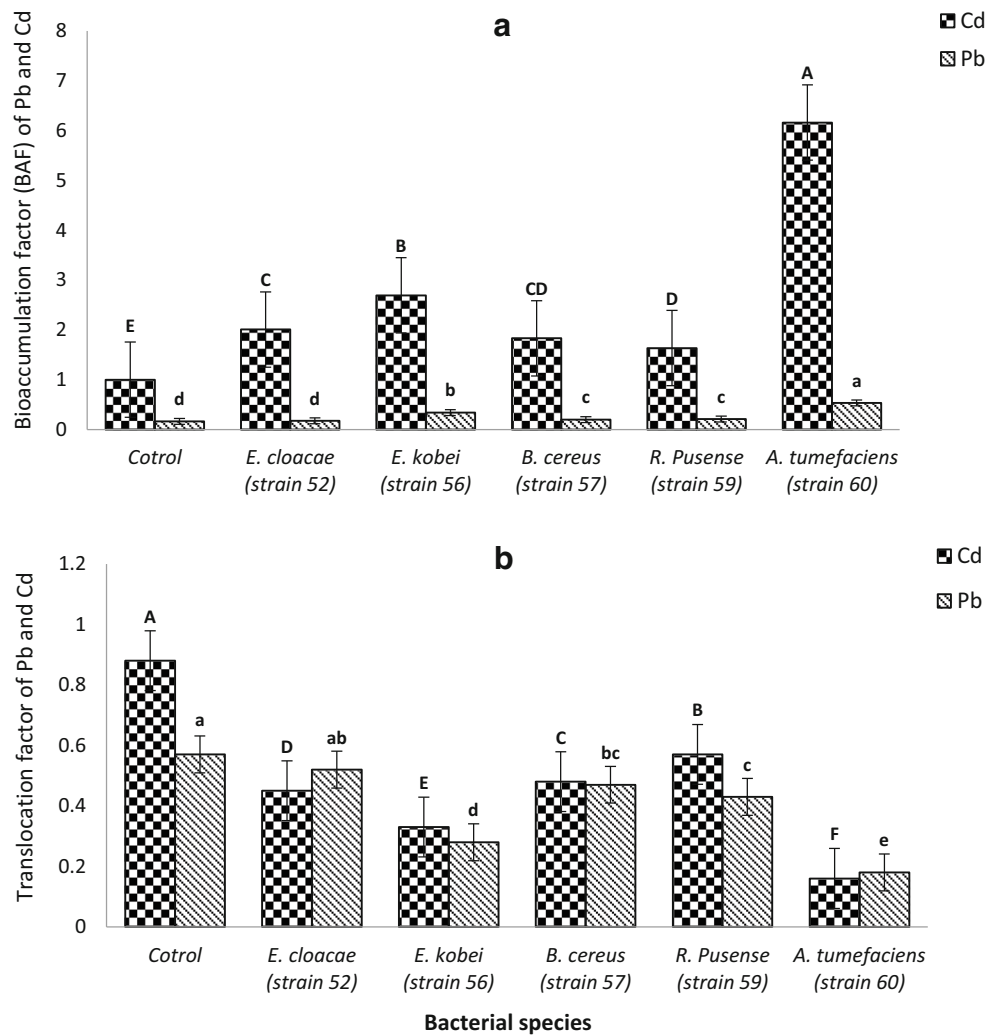 a
Cd
Pb
Bioaccumulation factor (BAF) of Pb and Cd
8
7
6
5
4
3
2
1
0
E
d
C
d
B
b
CD
c
D
c
A
a
Cotrol
E. cloacae
(strain 52)
E. kobei
(strain 56)
B. cereus
(strain 57)
R. Pusense
(strain 59)
A. tumefaciens
(strain 60)
b
Cd
Pb
Translocation factor of Pb and Cd
1.2
1
0.8
0.6
0.4
0.2
0
A
a
D
ab
E
d
C
bc
B
c
F
e
Cotrol
E. cloacae
(strain 52)
E. kobei
(strain 56)
B. cereus
(strain 57)
R. Pusense
(strain 59)
A. tumefaciens
(strain 60)
Bacterial species